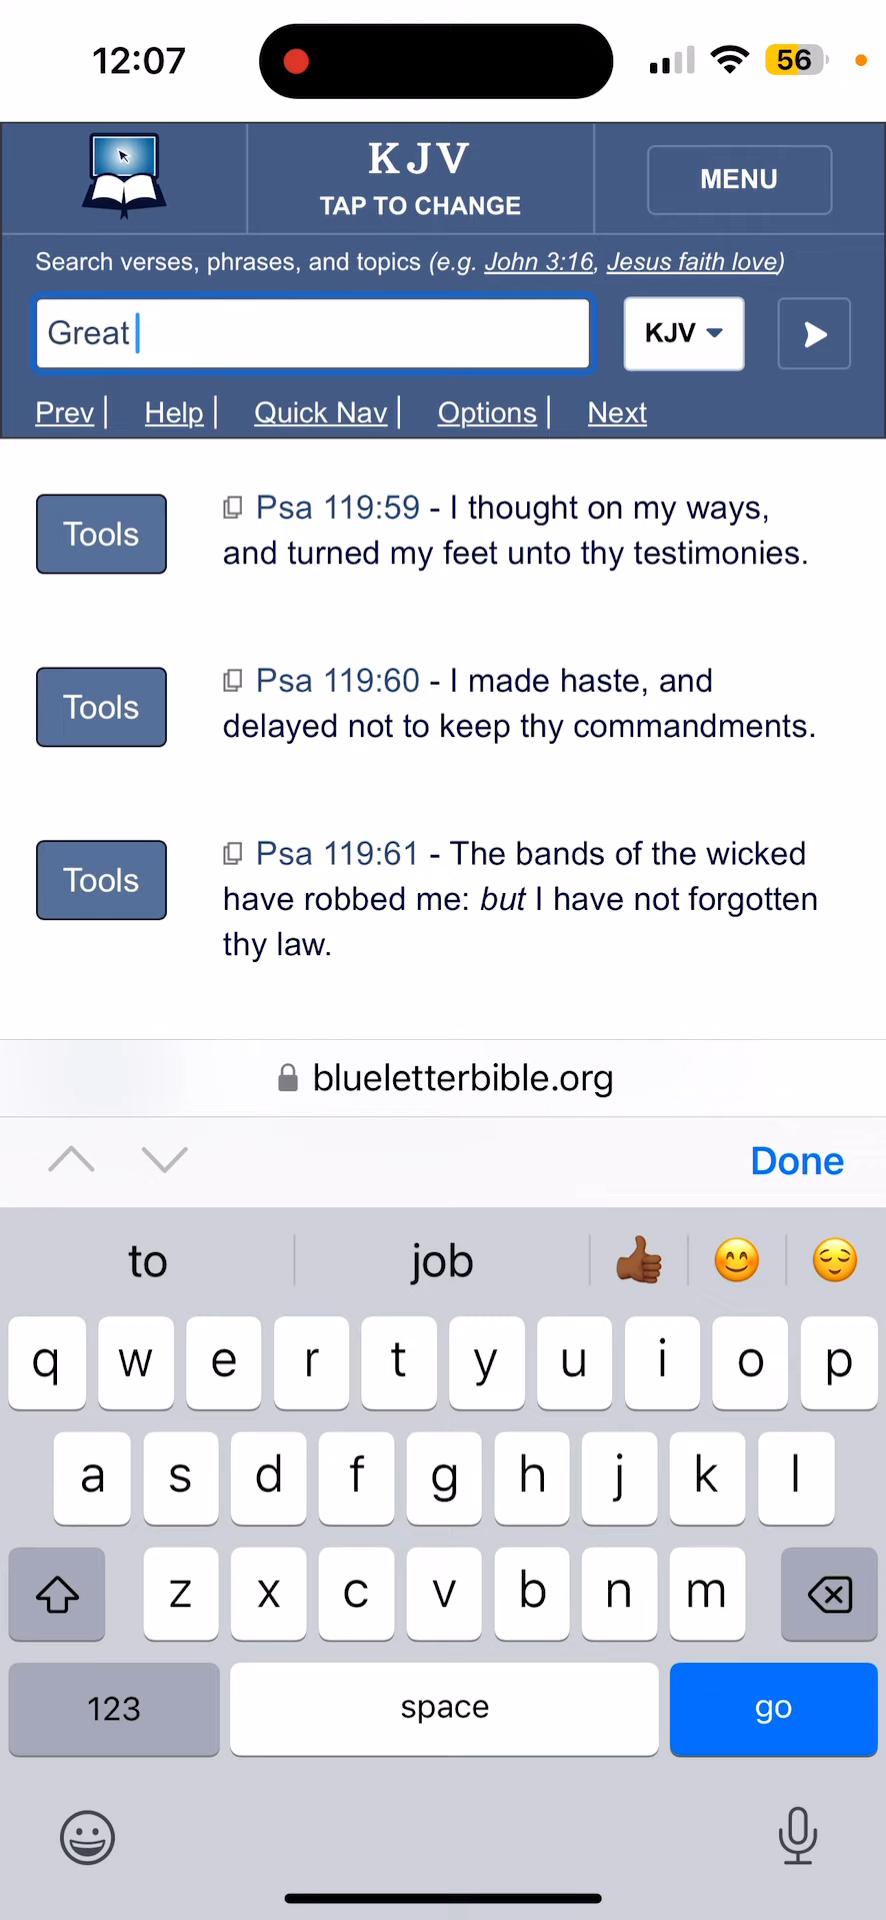 12:07
56
KJV
TAP TO CHANGE
MENU
Search verses, phrases, and topics (e.g. John 3:16, Jesus faith love)
Great
KJV
Prev | Help | Quick Nav | Options | Next
Tools
Psa 119:59 - I thought on my ways,
and turned my feet unto thy testimonies.
Tools
Psa 119:60 - I made haste, and
delayed not to keep thy commandments.
Tools
Psa 119:61 - The bands of the wicked
have robbed me: but I have not forgotten
thy law.
blueletterbible.org
Done
to job
q w e r t y u i o p
a s d f g h j k l
z x c v b n m
123 space go